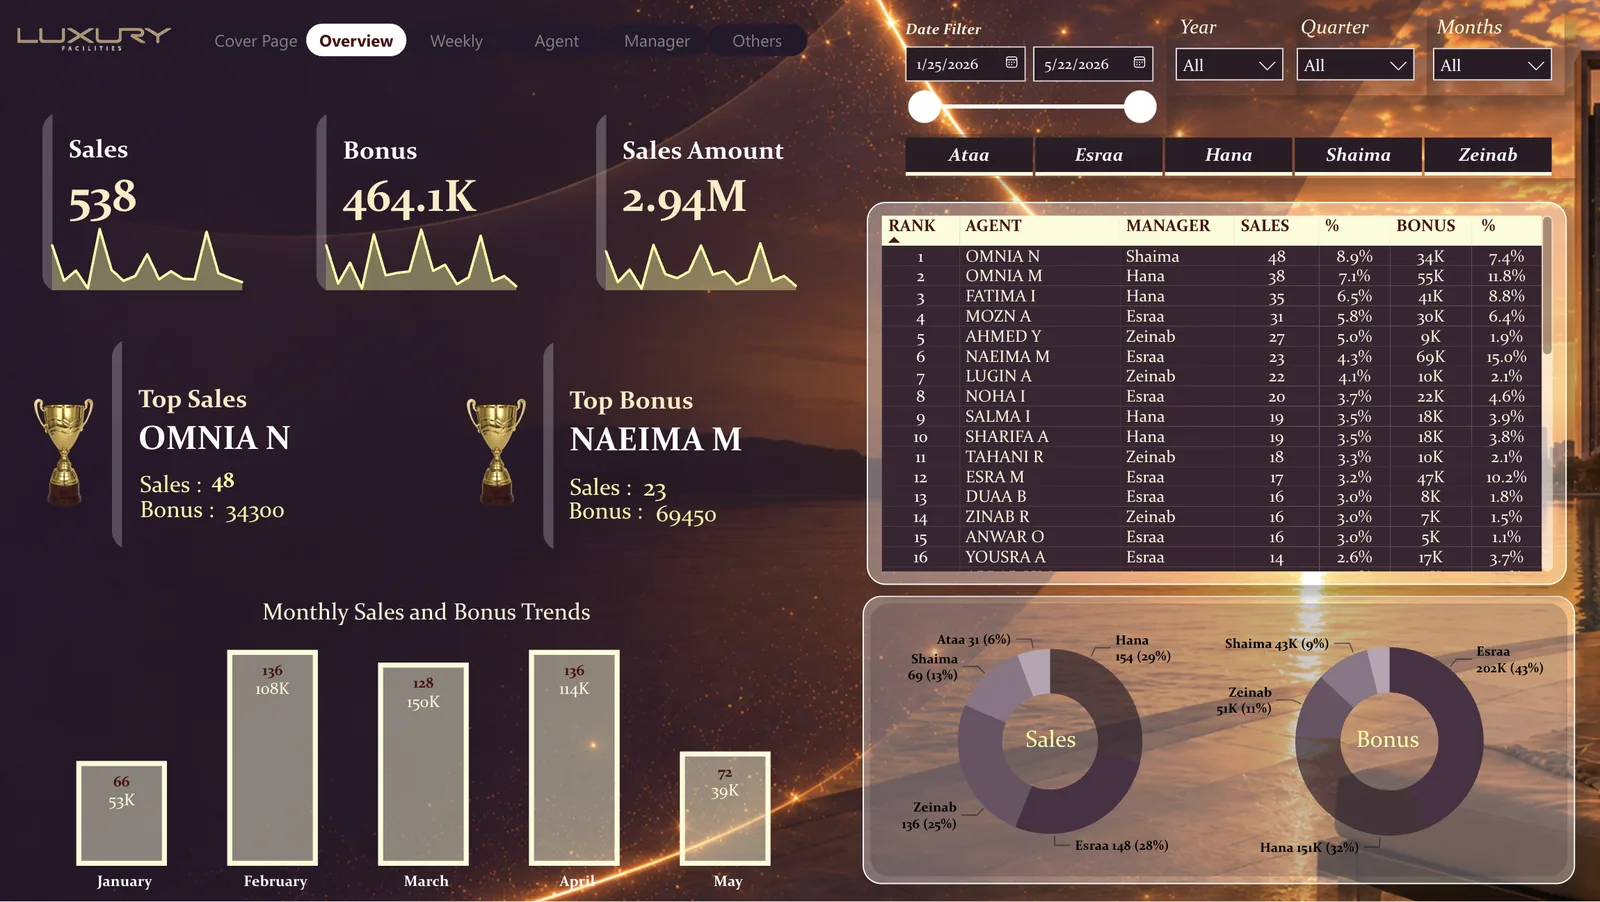 LUXURY
FACILITIES
Cover Page
Overview
Weekly
Agent
Manager
Others
Date Filter
1/25/2026
5/22/2026
Year
All
Quarter
All
Months
All
Ataa
Esraa
Hana
Shaima
Zeinab
Sales
538
Bonus
464.1K
Sales Amount
2.94M
Top Sales
OMNIA N
Sales : 48
Bonus : 34300
Top Bonus
NAEIMA M
Sales : 23
Bonus : 69450
RANK AGENT MANAGER SALES % BONUS %
1 OMNIA N Shaima 48 8.9% 34K 7.4%
2 OMNIA M Hana 38 7.1% 55K 11.8%
3 FATIMA I Hana 35 6.5% 41K 8.8%
4 MOZN A Esraa 31 5.8% 30K 6.4%
5 AHMED Y Zeinab 27 5.0% 9K 1.9%
6 NAEIMA M Esraa 23 4.3% 69K 15.0%
7 LUGIN A Zeinab 22 4.1% 10K 2.1%
8 NOHA I Esraa 20 3.7% 22K 4.6%
9 SALMA I Hana 19 3.5% 18K 3.9%
10 SHARIFA A Hana 19 3.5% 18K 3.8%
11 TAHANI R Zeinab 18 3.3% 10K 2.1%
12 ESRA M Esraa 17 3.2% 47K 10.2%
13 DUAA B Esraa 16 3.0% 8K 1.8%
14 ZINAB R Zeinab 16 3.0% 7K 1.5%
15 ANWAR O Esraa 16 3.0% 5K 1.1%
16 YOUSRA A Esraa 14 2.6% 17K 3.7%
Monthly Sales and Bonus Trends
66
53K
January
136
108K
February
128
150K
March
136
114K
April
72
39K
May
Sales
Ataa 31 (6%)
Hana
154 (29%)
Shaima
69 (13%)
Zeinab
136 (25%)
Esraa 148 (28%)
Bonus
Shaima 43K (9%)
Esraa
202K (43%)
Zeinab
51K (11%)
Hana 151K (32%)